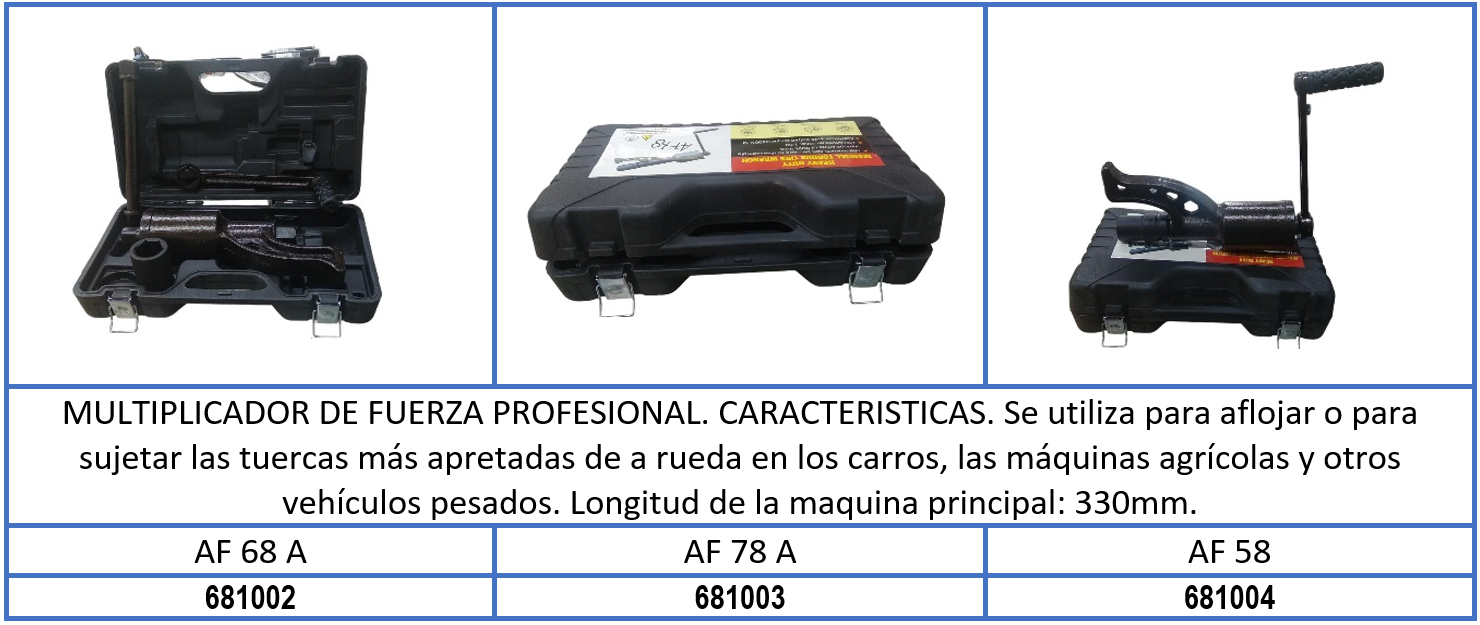 HEAVY DUTY
MULTIPLICADOR DE FUERZA PROFESIONAL. CARACTERISTICAS. Se utiliza para aflojar o para
sujetar las tuercas más apretadas de a rueda en los carros, las máquinas agrícolas y otros
vehículos pesados. Longitud de la maquina principal: 330mm.
AF 68 A
AF 78 A
AF 58
681002
681003
681004